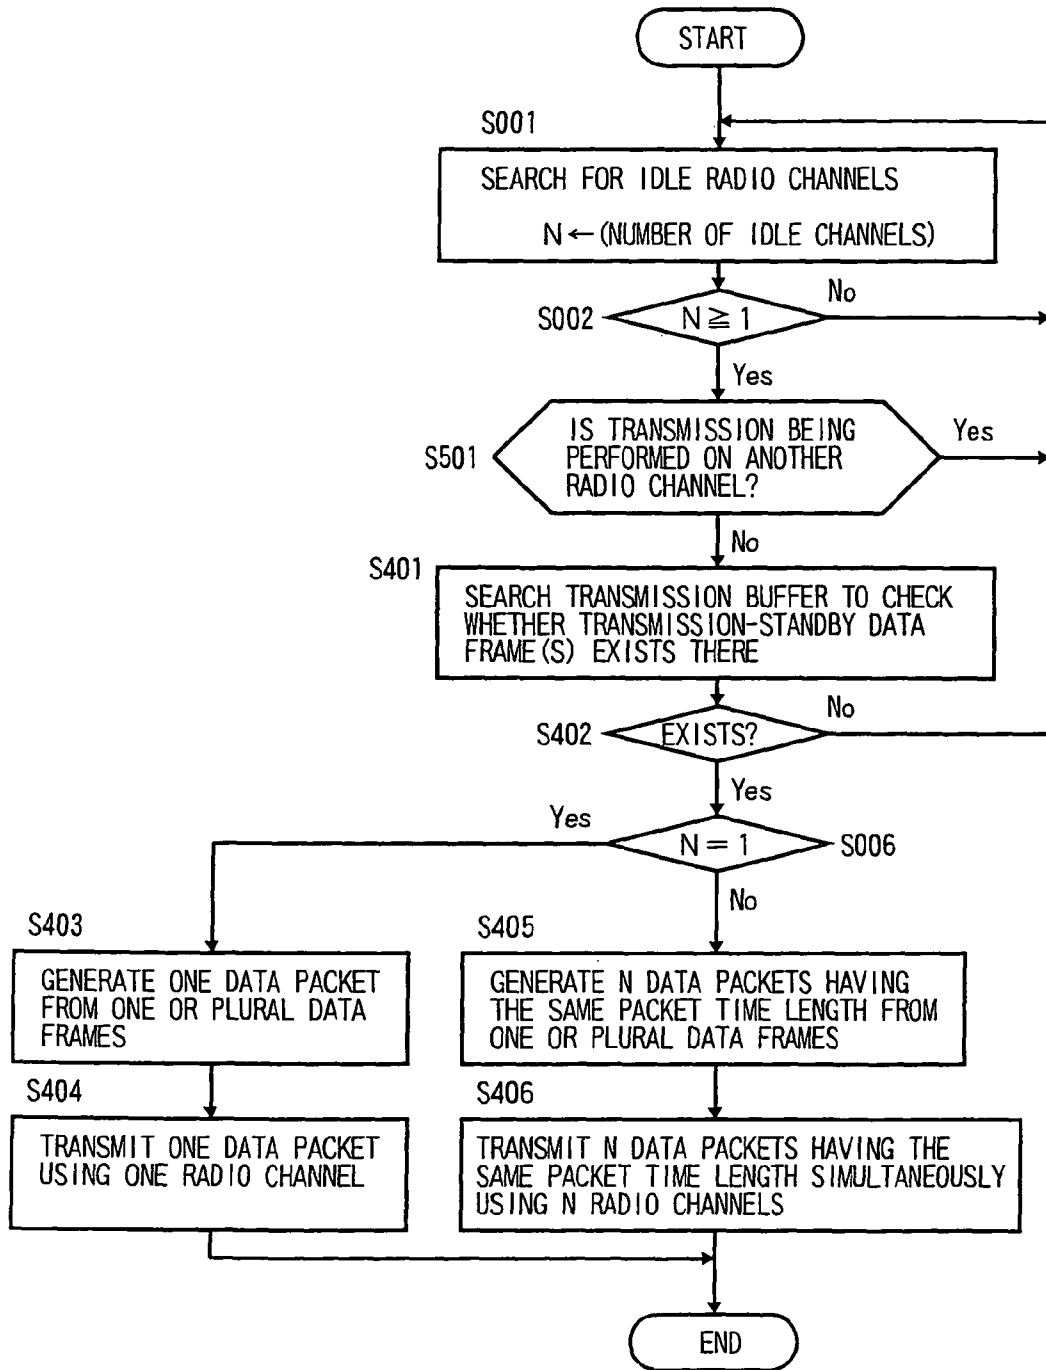 START
S001
SEARCH FOR IDLE RADIO CHANNELS
N ← (NUMBER OF IDLE CHANNELS)
S002
N ≧ 1
No
Yes
S501
IS TRANSMISSION BEING
PERFORMED ON ANOTHER
RADIO CHANNEL?
Yes
No
S401
SEARCH TRANSMISSION BUFFER TO CHECK
WHETHER TRANSMISSION-STANDBY DATA
FRAME(S) EXISTS THERE
S402
EXISTS?
No
Yes
Yes
N = 1
S006
No
S403
GENERATE ONE DATA PACKET
FROM ONE OR PLURAL DATA
FRAMES
S404
TRANSMIT ONE DATA PACKET
USING ONE RADIO CHANNEL
S405
GENERATE N DATA PACKETS HAVING
THE SAME PACKET TIME LENGTH FROM
ONE OR PLURAL DATA FRAMES
S406
TRANSMIT N DATA PACKETS HAVING THE
SAME PACKET TIME LENGTH SIMULTANEOUSLY
USING N RADIO CHANNELS
END